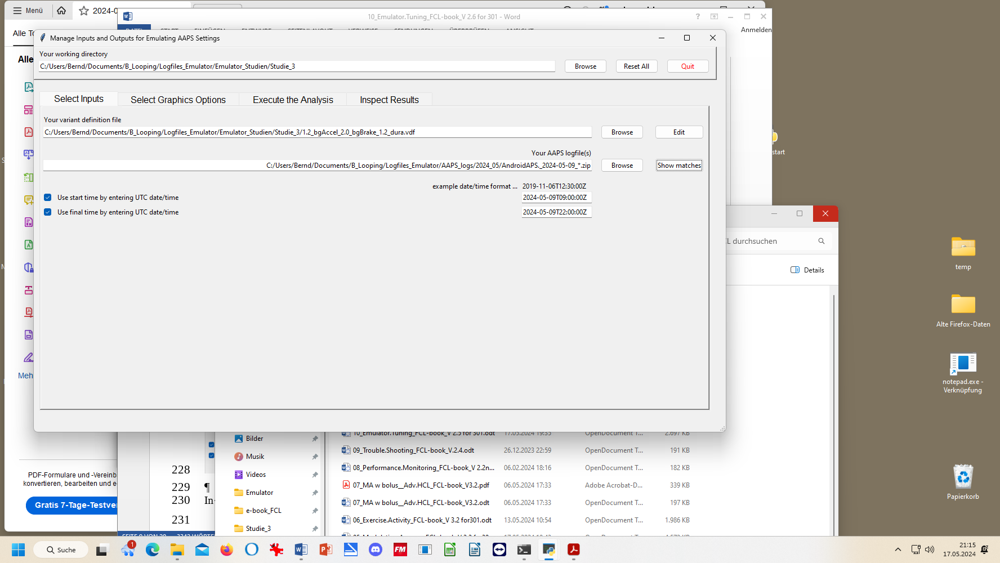 Menü
2024-0
10_Emulator.Tuning_FCL-book_V 2.6 for 301 - Word
Anmelden
Alle
Manage Inputs and Outputs for Emulating AAPS Settings
Your working directory
C:/Users/Bernd/Documents/B_Looping/Logfiles_Emulator/Emulator_Studien/Studie_3
Browse
Reset All
Quit
Alle
Select Inputs
Select Graphics Options
Execute the Analysis
Inspect Results
Your variant definition file
C:/Users/Bernd/Documents/B_Looping/Logfiles_Emulator/Emulator_Studien/Studie_3/1.2_bgAccel_2.0_bgBrake_1.2_dura.vdf
Browse
Edit
Your AAPS logfile(s)
C:/Users/Bernd/Documents/B_Looping/Logfiles_Emulator/AAPS_logs/2024_05/AndroidAPS._2024-05-09_*.zip
Browse
Show matches
start
example date/time format ... 2019-11-06T12:30:00Z
Use start time by entering UTC date/time
2024-05-09T09:00:00Z
Use final time by entering UTC date/time
2024-05-09T22:00:00Z
CL durchsuchen
Details
temp
Alte Firefox-Daten
notepad.exe -
Verknüpfung
Papierkorb
Meh
PDF-Formulare und -Vereinb
konvertieren, bearbeiten und e-
Gratis 7-Tage-Testver
228
229 ¶
230 In
231
Bilder
Musik
Videos
Emulator
e-book_FCL
Studie_3
10_Emulator.Tuning_FCL-book_V 2.5 for 301.odt 17.05.2024 19:35 OpenDocument T... 2.697 KB
09_Trouble.Shooting_FCL-book_V.2.4.odt 26.12.2023 22:59 OpenDocument T... 191 KB
08_Performance.Monitoring_FCL-book_V 2.2n... 06.02.2024 18:16 OpenDocument T... 182 KB
07_MA w bolus__Adv.HCL_FCL-book_V3.2.pdf 06.05.2024 17:33 Adobe Acrobat-D... 339 KB
07_MA w bolus__Adv.HCL_FCL-book_V3.2.odt 06.05.2024 17:33 OpenDocument T... 197 KB
06_Exercise.Activity_FCL-book_V 3.2 for301.odt 13.05.2024 10:54 OpenDocument T... 1.986 KB
Suche
1
FM
21:15
17.05.2024